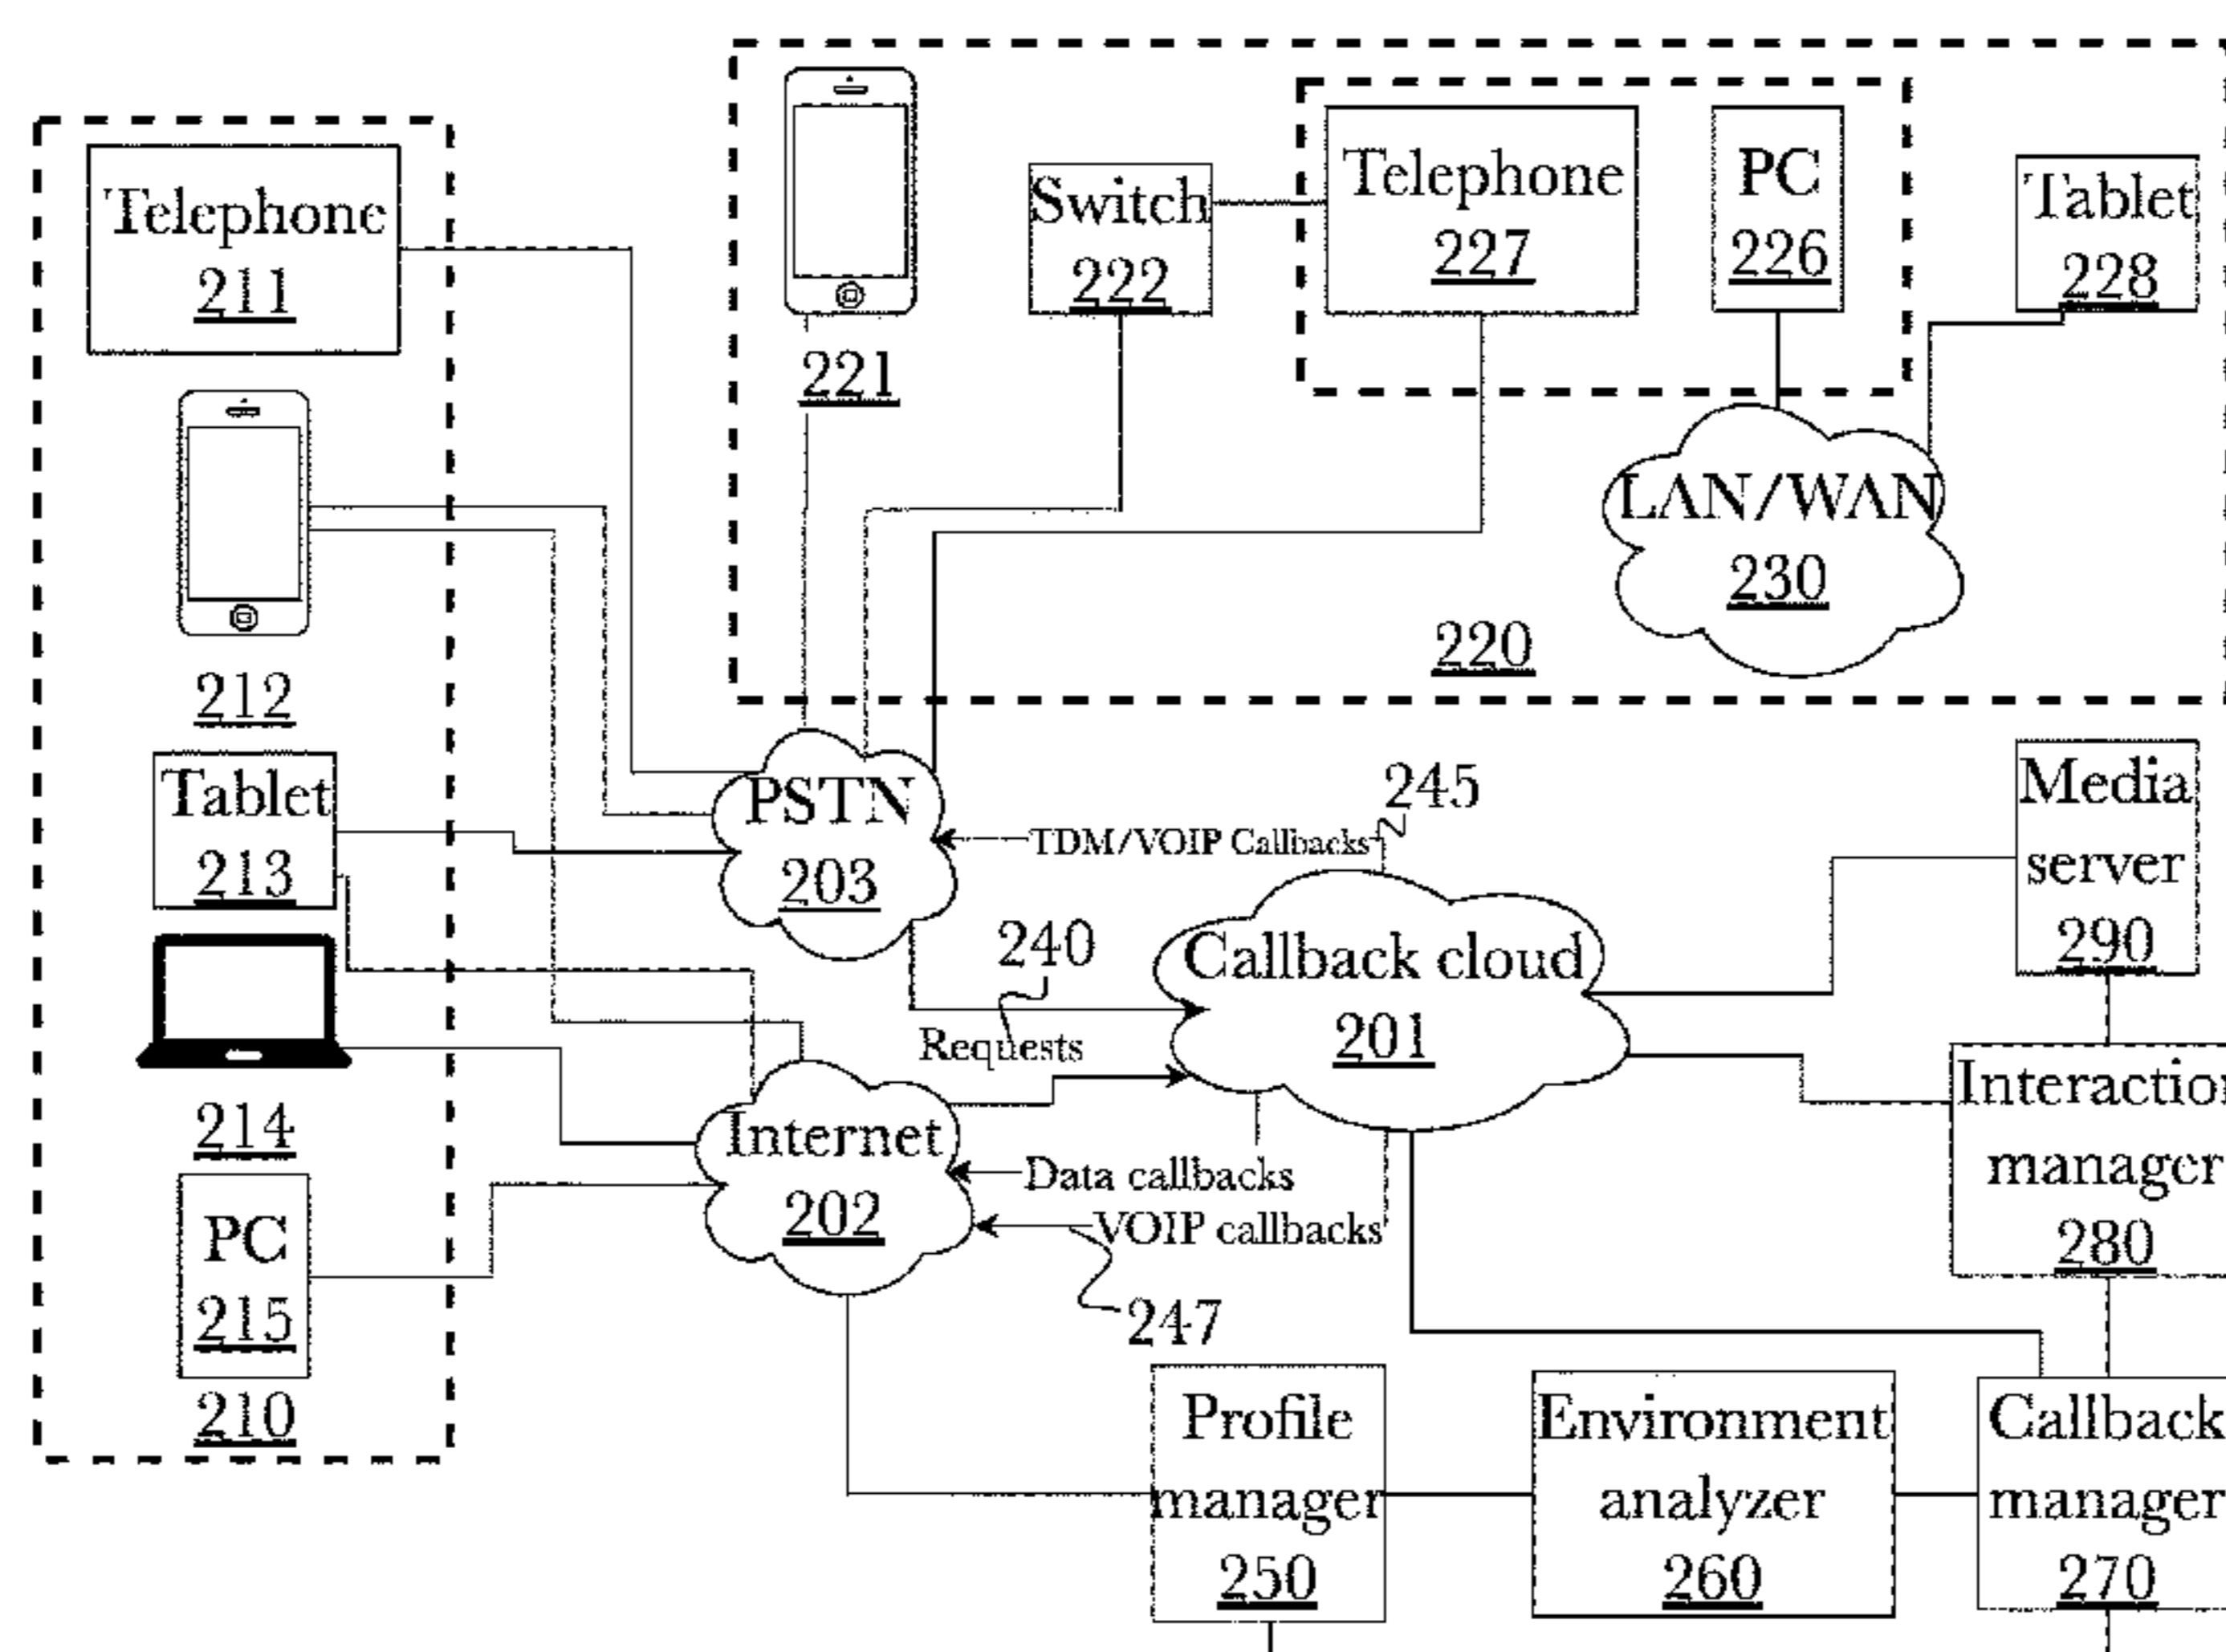 Telephone
211
212
Tablet
213
214
PC
215
210
221
Switch
222
Telephone
227
PC
226
Tablet
228
LAN/WAN
230
220
PSTN
203
245
TDM/VOIP Callbacks
240
Requests
Callback cloud
201
Internet
202
Data callbacks
VOIP callbacks
247
Media
server
290
Interaction
manager
280
Profile
manager
250
Environment
analyzer
260
Callback
manager
270